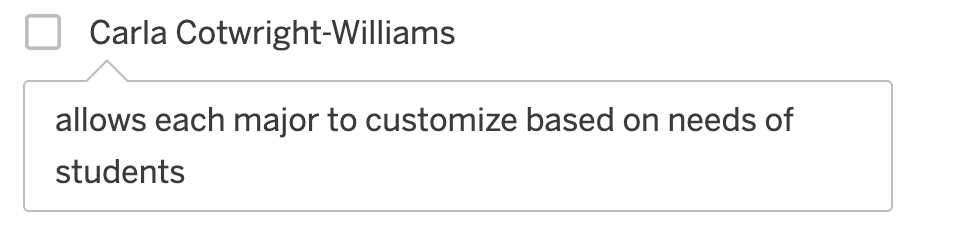 Carla Cotwright-Williams
allows each major to customize based on needs of
students